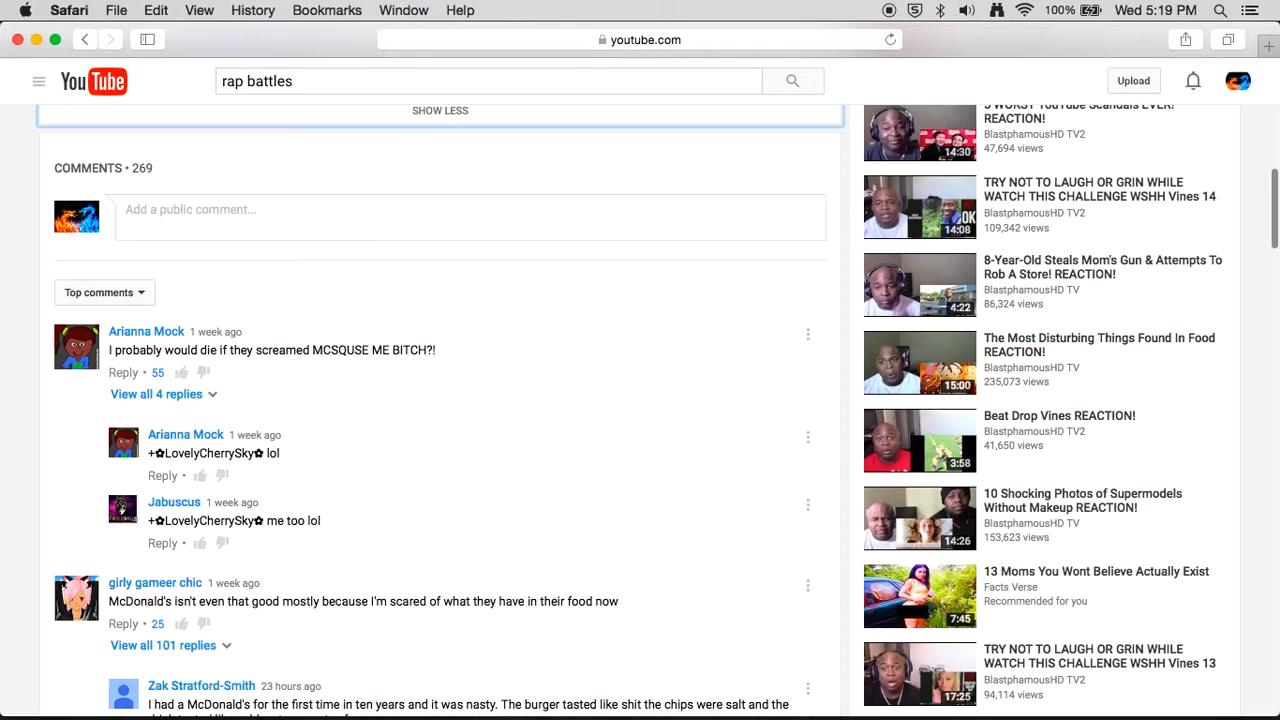 Safari File Edit View History Bookmarks Window Help 100% Wed 5:19 PM
youtube.com
YouTube rap battles Upload
SHOW LESS
COMMENTS • 269
Add a public comment...
Top comments
Arianna Mock 1 week ago
I probably would die if they screamed MCSQUSE ME BITCH?!
Reply • 55
View all 4 replies
Arianna Mock 1 week ago
+✿LovelyCherrySky✿ lol
Reply •
Jabuscus 1 week ago
+✿LovelyCherrySky✿ me too lol
Reply •
girly gameer chic 1 week ago
McDonald's isn't even that good mostly because I'm scared of what they have in their food now
Reply • 25
View all 101 replies
Zak Stratford-Smith 23 hours ago
I had a McDonald's for the first time in ten years and it was nasty. The burger tasted like shit the chips were salt and the
5 WORST YouTube Scandals EVER!
REACTION!
BlastphamousHD TV2
47,694 views
14:30
TRY NOT TO LAUGH OR GRIN WHILE
WATCH THIS CHALLENGE WSHH Vines 14
BlastphamousHD TV2
109,342 views
14:08
8-Year-Old Steals Mom's Gun & Attempts To
Rob A Store! REACTION!
BlastphamousHD TV
86,324 views
4:22
The Most Disturbing Things Found In Food
REACTION!
BlastphamousHD TV
235,073 views
15:00
Beat Drop Vines REACTION!
BlastphamousHD TV2
41,650 views
3:58
10 Shocking Photos of Supermodels
Without Makeup REACTION!
BlastphamousHD TV
153,623 views
14:26
13 Moms You Wont Believe Actually Exist
Facts Verse
Recommended for you
7:45
TRY NOT TO LAUGH OR GRIN WHILE
WATCH THIS CHALLENGE WSHH Vines 13
BlastphamousHD TV2
94,114 views
17:25